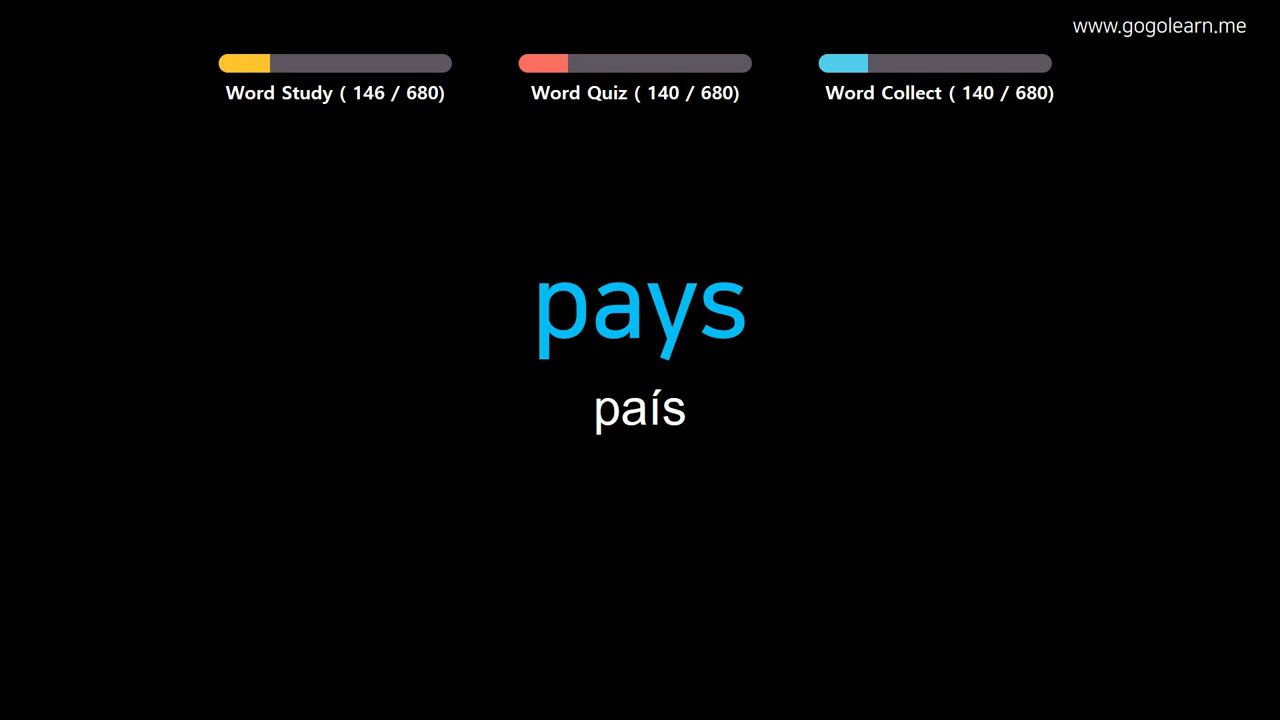 www.gogolearn.me
Word Study ( 146 / 680)
Word Quiz ( 140 / 680)
Word Collect ( 140 / 680)
pays
país